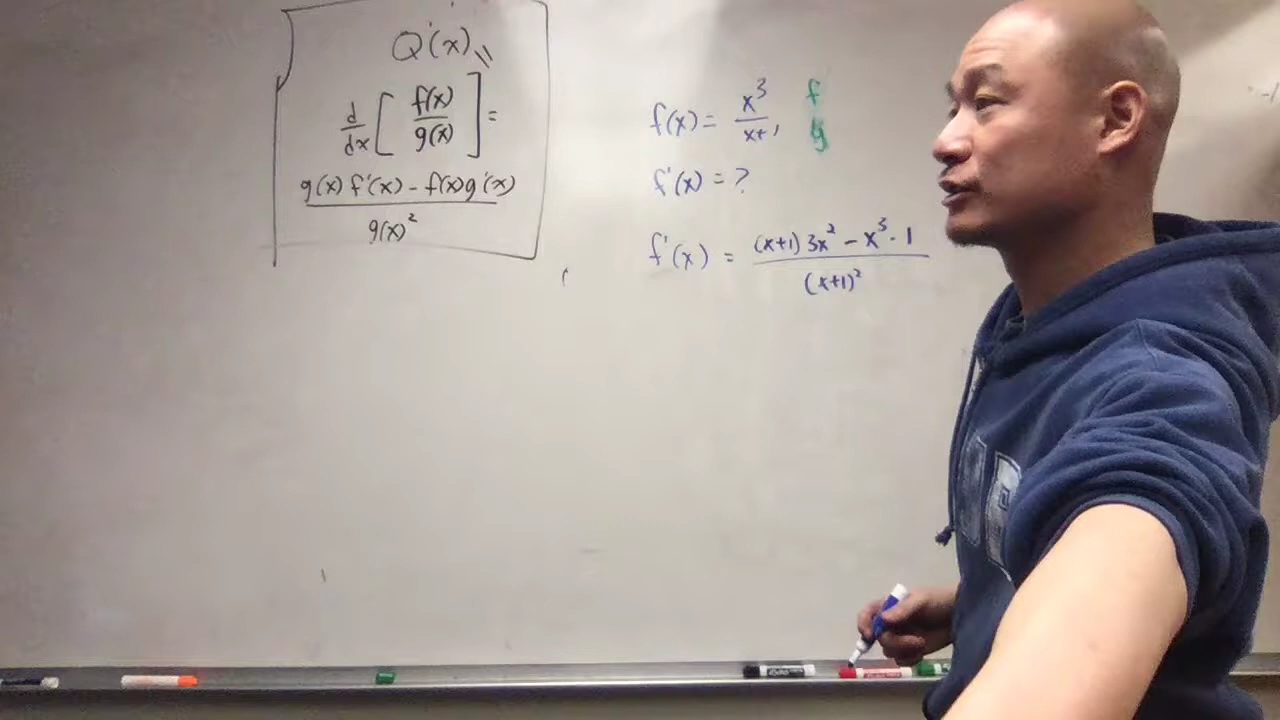 Q'(x)
d/dx [ f(x)/g(x) ] =
g(x) f'(x) - f(x)g'(x)
g(x)²
f(x) = x³/x+1, f g
f'(x) = ?
f'(x) = (x+1) 3x² - x³ · 1 / (x+1)²